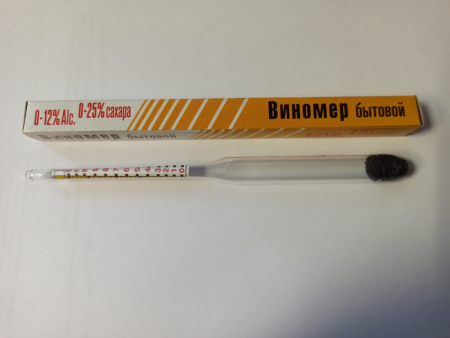 0-12% Alc. 0-25% сахара
Виномер бытовой
Виномер бытовой